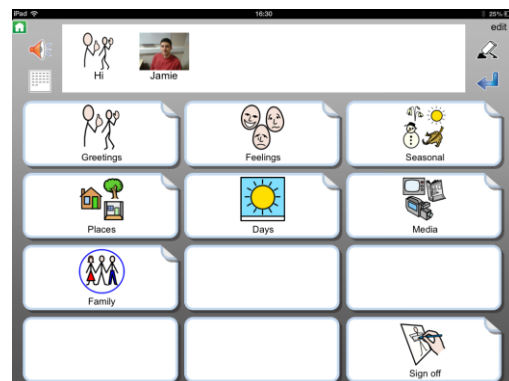 iPad 16:30 25%
edit
Hi Jamie
Greetings Feelings Seasonal
Places Days Media
Family
Sign off